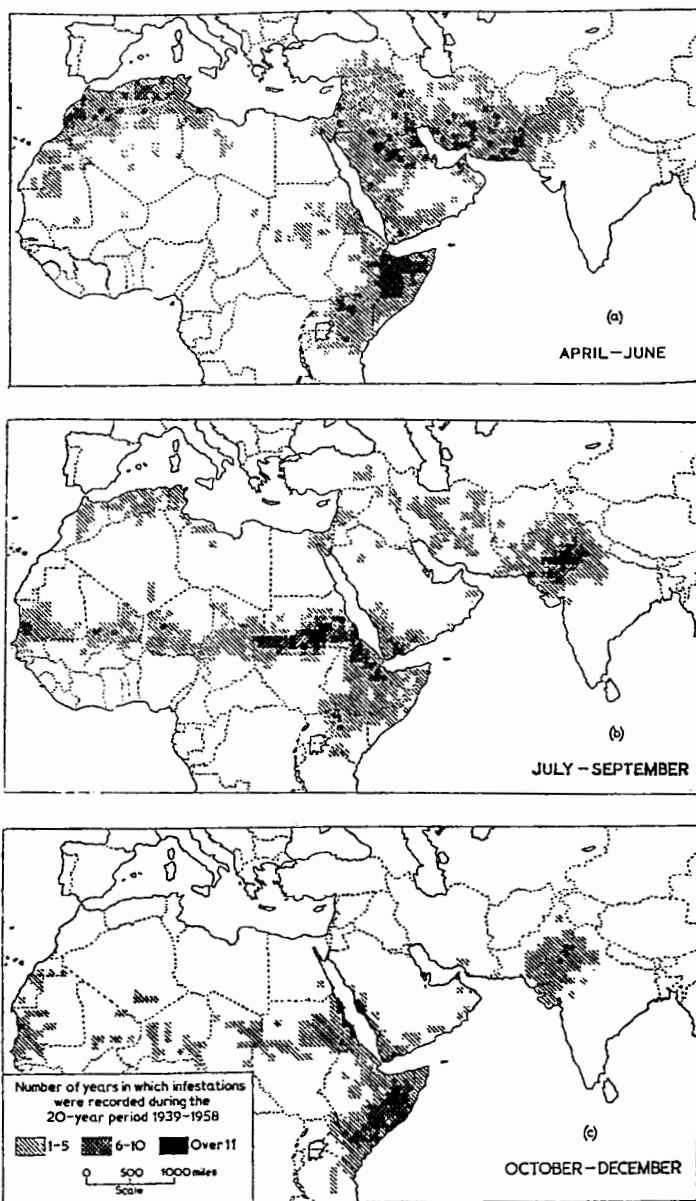 (a)
APRIL—JUNE
(b)
JULY—SEPTEMBER
Number of years in which infestations
were recorded during the
20-year period 1939-1958
1-5 6-10 Over 11
0 500 1000 miles
Scale
(c)
OCTOBER—DECEMBER